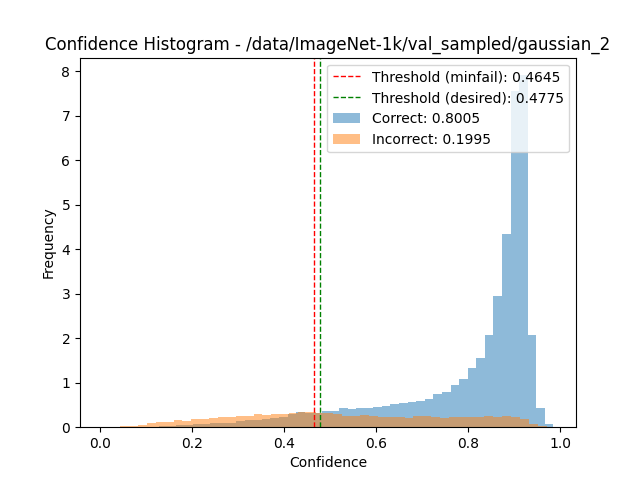 Confidence Histogram - /data/ImageNet-1k/val_sampled/gaussian_2
Threshold (minfail): 0.4645
Threshold (desired): 0.4775
Correct: 0.8005
Incorrect: 0.1995
Frequency
8
7
6
5
4
3
2
1
0
0.0 0.2 0.4 0.6 0.8 1.0
Confidence